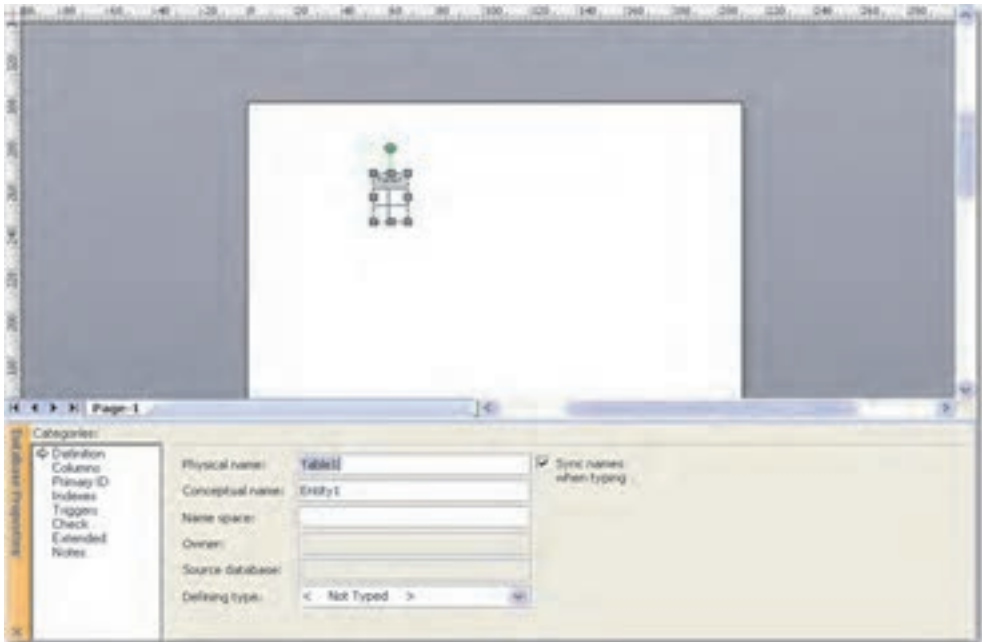 Page-1
Categories:
Definition
Columns
Primary ID
Indexes
Triggers
Check
Extended
Notes
Physical name: Table1
Sync names when typing
Conceptual name: Entity1
Name space:
Owner:
Source database:
Defining type: < Not Typed >
Database Properties